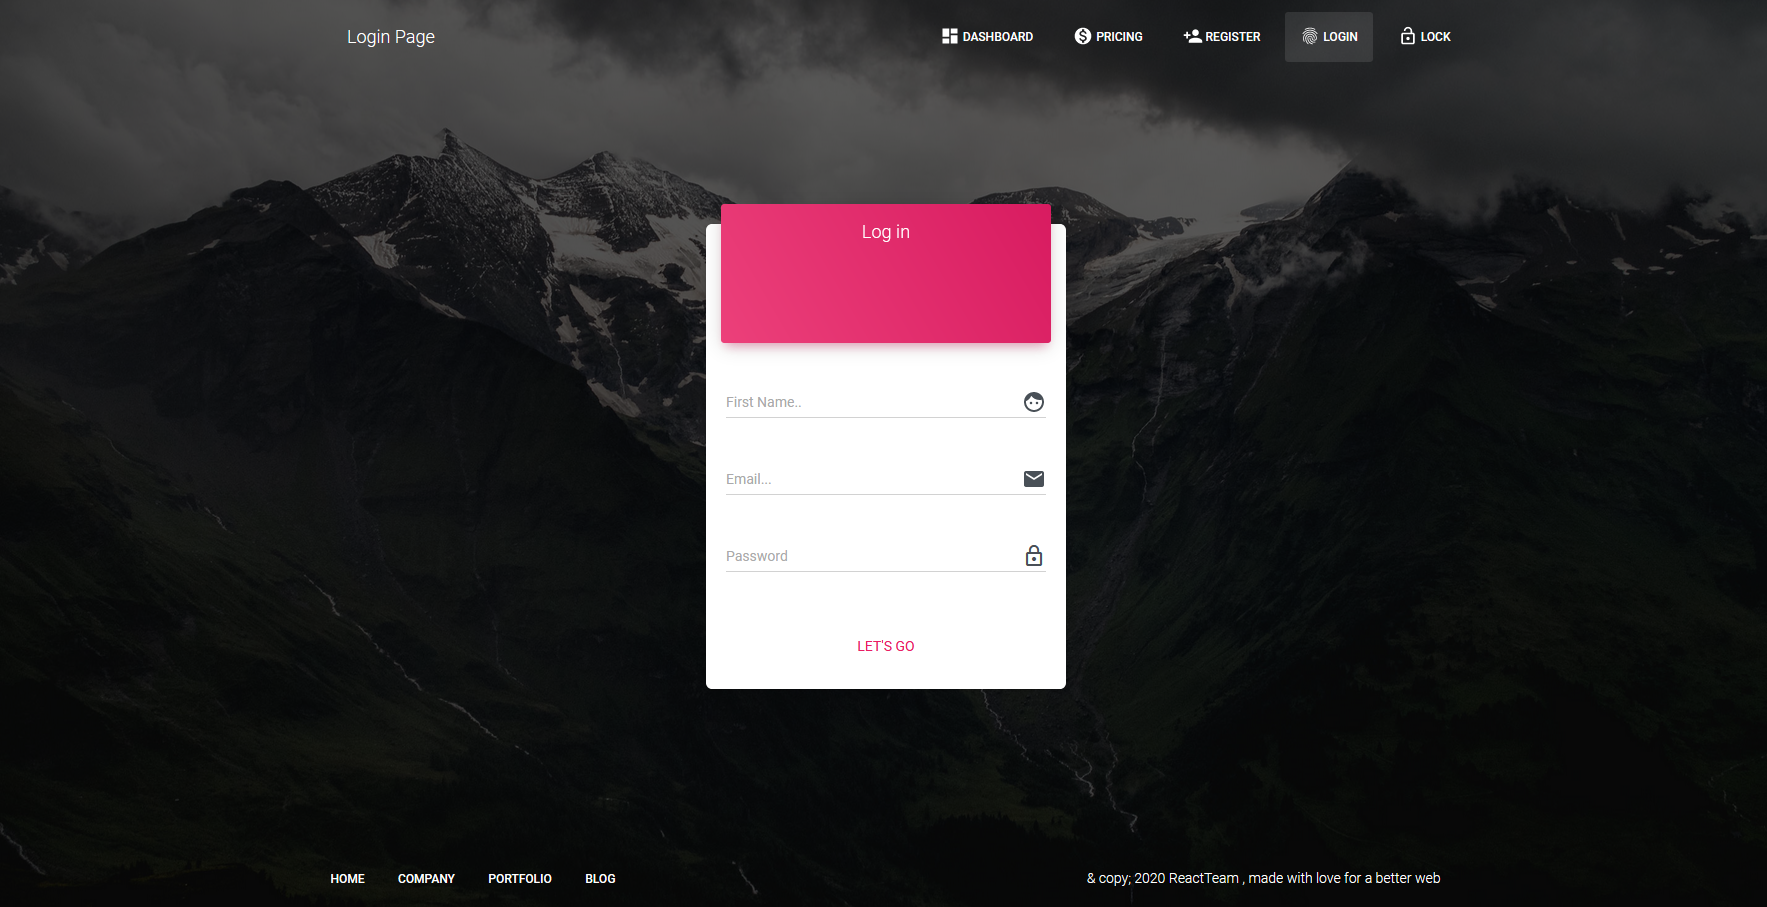 Login Page
DASHBOARD
PRICING
REGISTER
LOGIN
LOCK
Log in
First Name..
Email...
Password
LET'S GO
HOME
COMPANY
PORTFOLIO
BLOG
& copy; 2020 ReactTeam , made with love for a better web